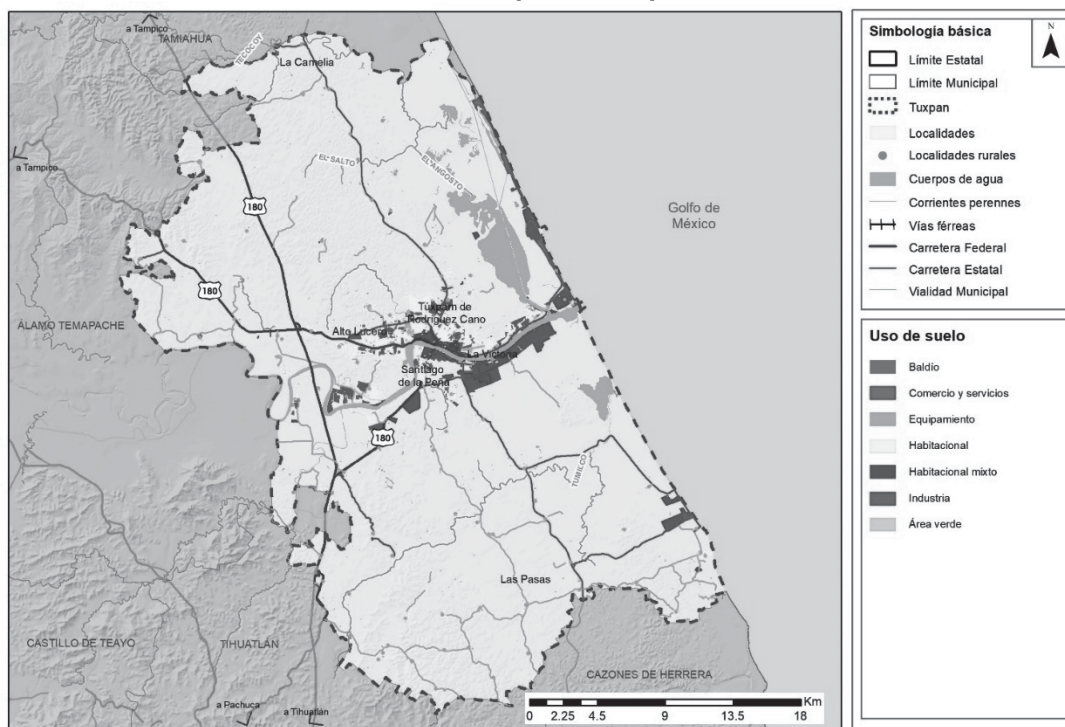 a Tampico
TAMIAHUA
TECOCOY
La Camelia
a Tampico
EL SALTO
EL ANGOSTO
180
Golfo de
México
180
Túxpam de
Rodríguez Cano
Alto Lucero
ÁLAMO TEMAPACHE
La Victoria
Santiago
de la Peña
180
TUMILCO
Las Pasas
CASTILLO DE TEAYO
TIHUATLÁN
CAZONES DE HERRERA
a Pachuca
a Tihuatlán
Km
0 2.25 4.5 9 13.5 18
Simbología básica
N
Límite Estatal
Límite Municipal
Tuxpan
Localidades
Localidades rurales
Cuerpos de agua
Corrientes perennes
Vías férreas
Carretera Federal
Carretera Estatal
Vialidad Municipal
Uso de suelo
Baldío
Comercio y servicios
Equipamiento
Habitacional
Habitacional mixto
Industria
Área verde